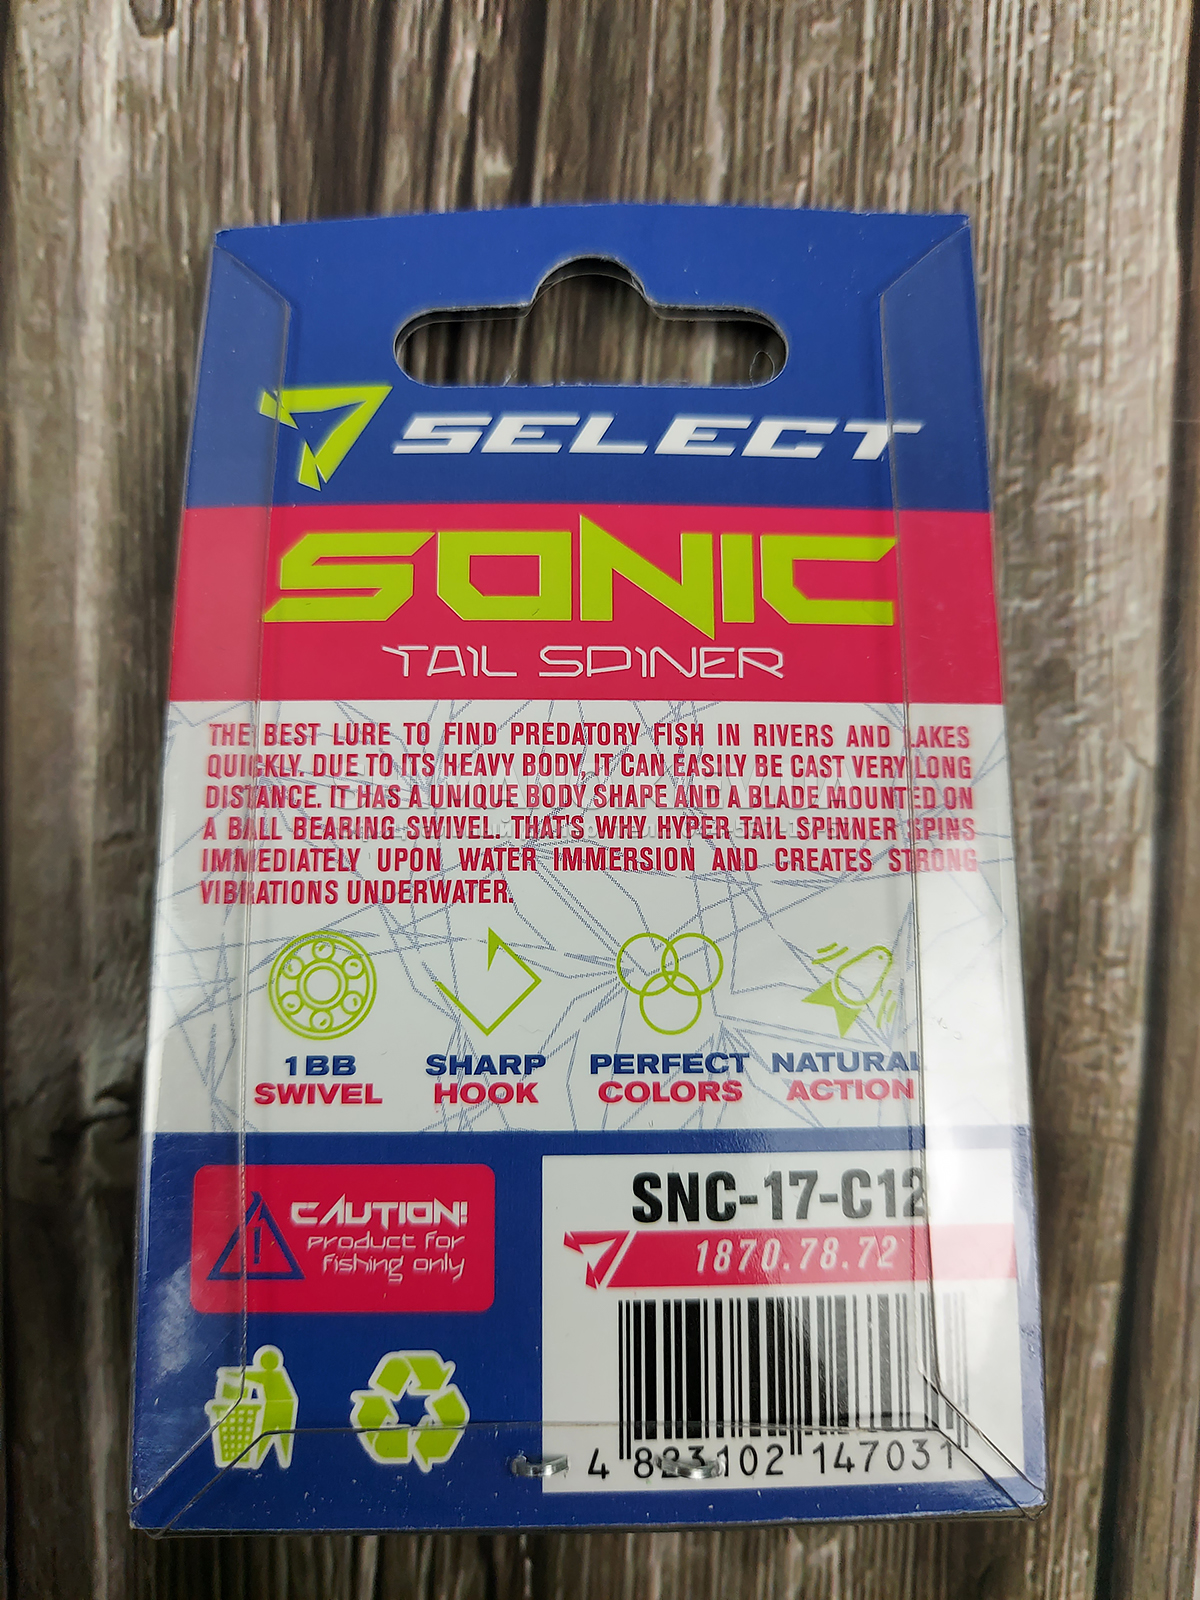 SELECT
SONIC
TAIL SPINER
THE BEST LURE TO FIND PREDATORY FISH IN RIVERS AND LAKES
QUICKLY. DUE TO ITS HEAVY BODY, IT CAN EASILY BE CAST VERY LONG
DISTANCE. IT HAS A UNIQUE BODY SHAPE AND A BLADE MOUNTED ON
A BALL BEARING SWIVEL. THAT'S WHY HYPER TAIL SPINNER SPINS
IMMEDIATELY UPON WATER IMMERSION AND CREATES STRONG
VIBRATIONS UNDERWATER.
1BB
SWIVEL
SHARP
HOOK
PERFECT
COLORS
NATURAL
ACTION
CAUTION!
product for
fishing only
SNC-17-C12
1870.78.72
4 823102 147031